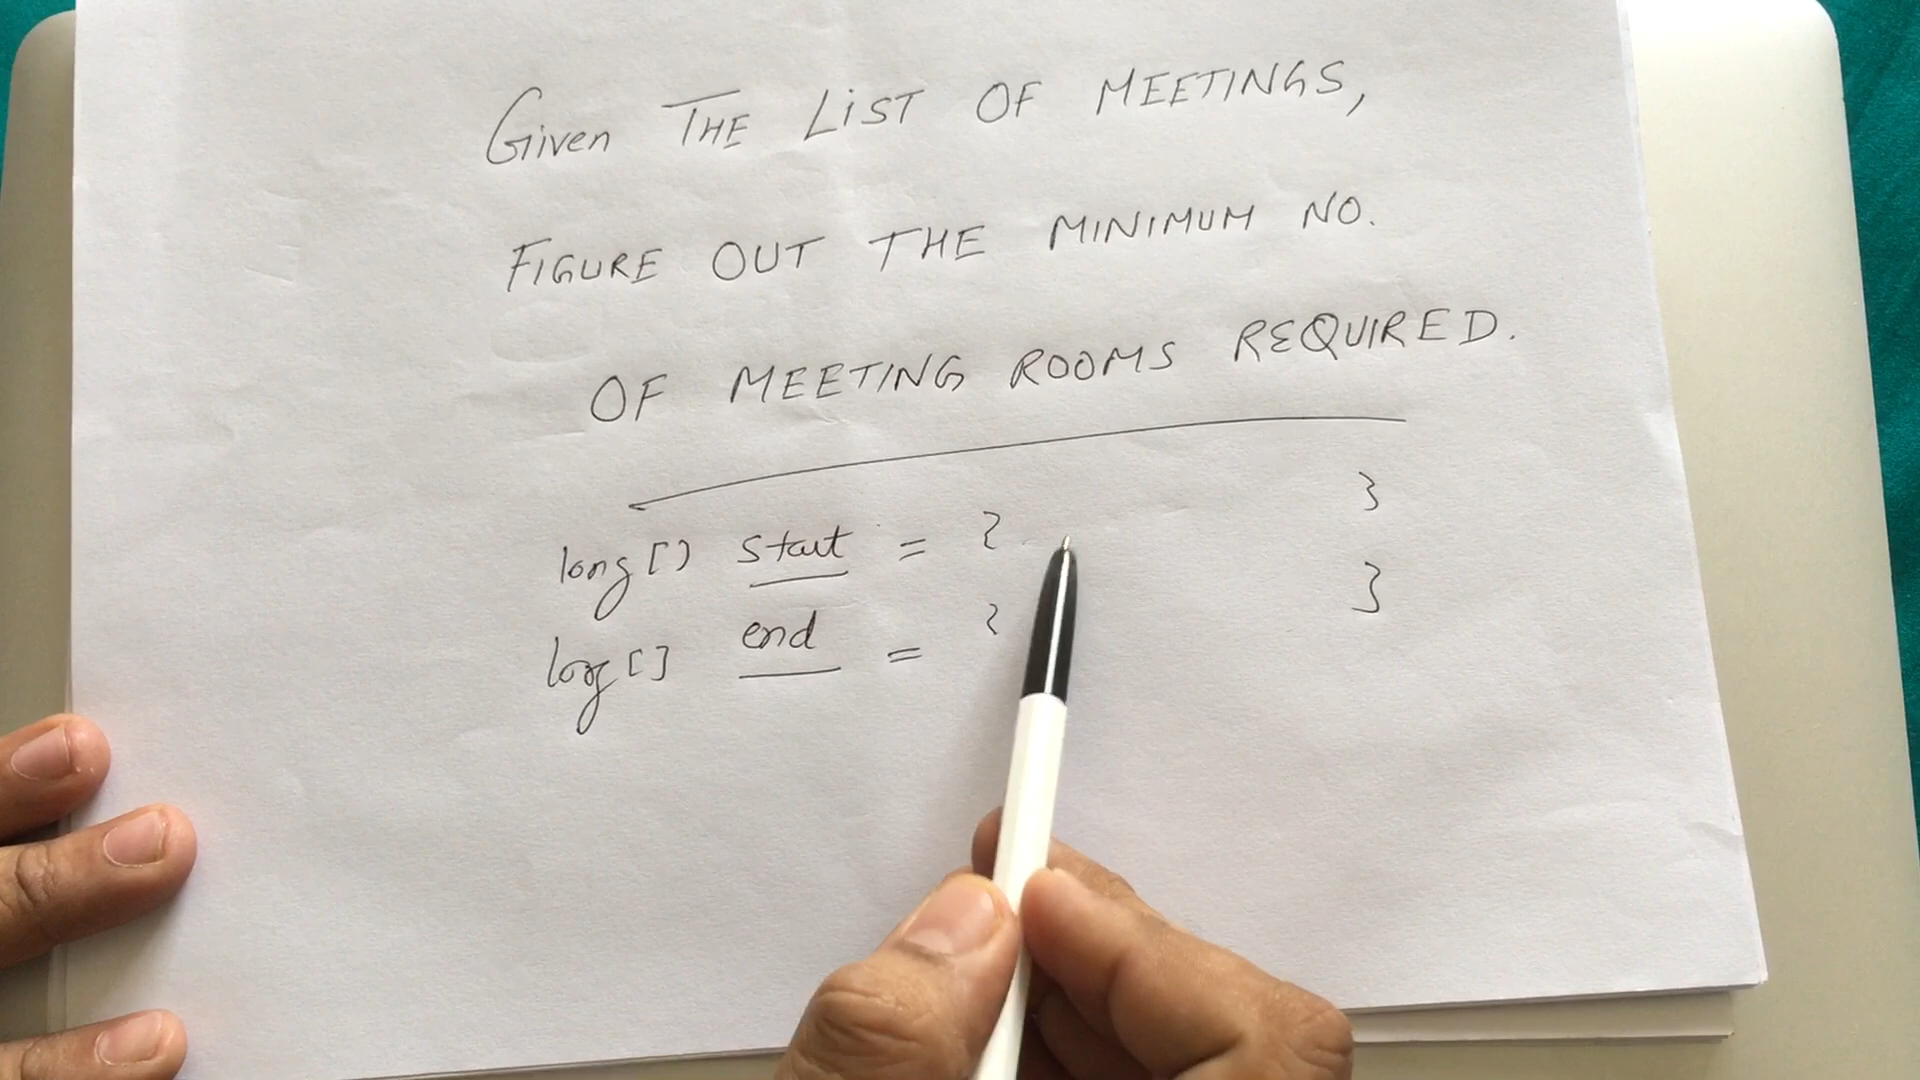 Given THE LIST OF MEETINGS,
FIGURE OUT THE MINIMUM NO.
OF MEETING ROOMS REQUIRED.
long[] start = { }
long[] end = { }